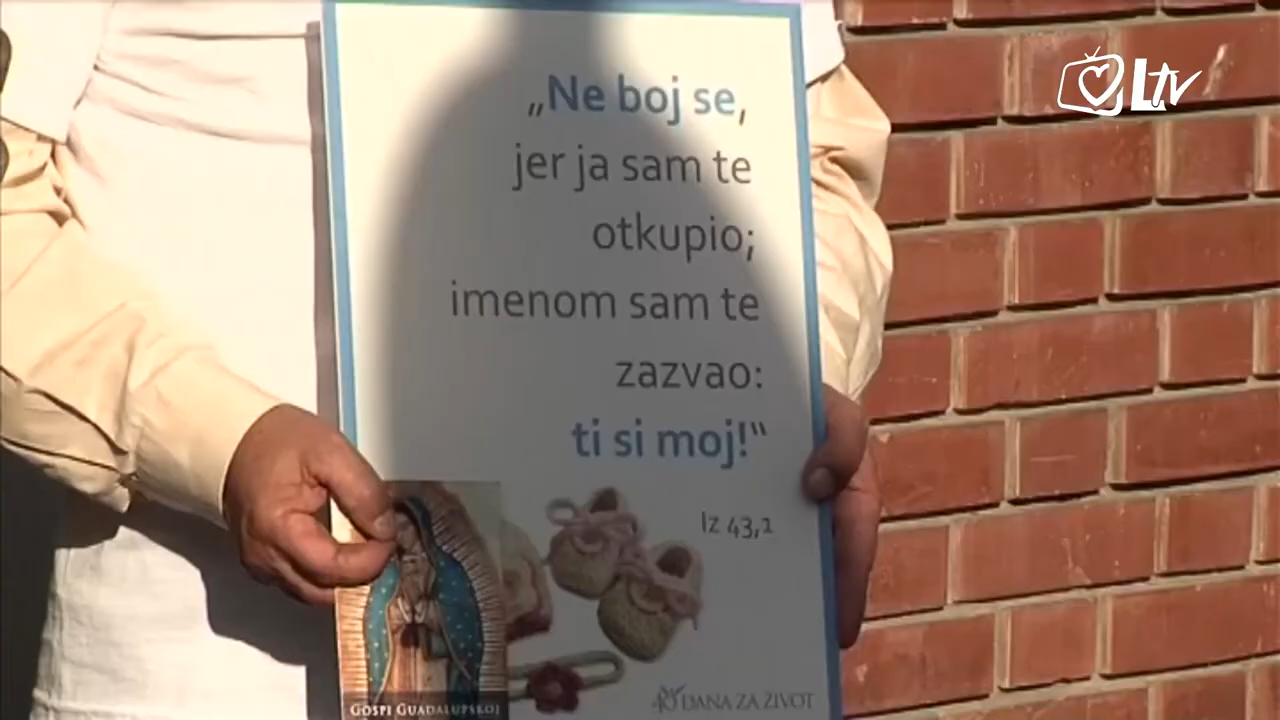 LTV
„Ne boj se,
jer ja sam te
otkupio;
imenom sam te
zazvao:
ti si moj!“
Iz 43,1
GOSPI GUADALUPSKOJ
40 DANA ZA ŽIVOT